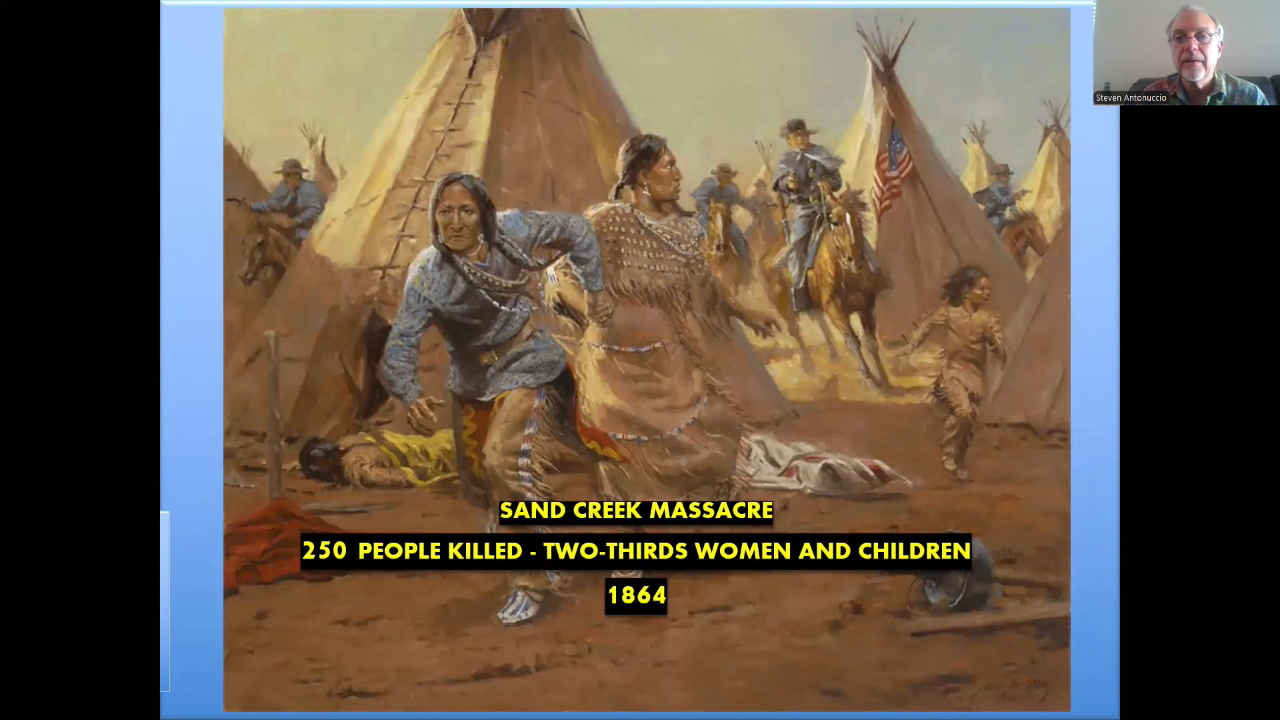 Steven Antonuccio
SAND CREEK MASSACRE
250 PEOPLE KILLED - TWO-THIRDS WOMEN AND CHILDREN
1864